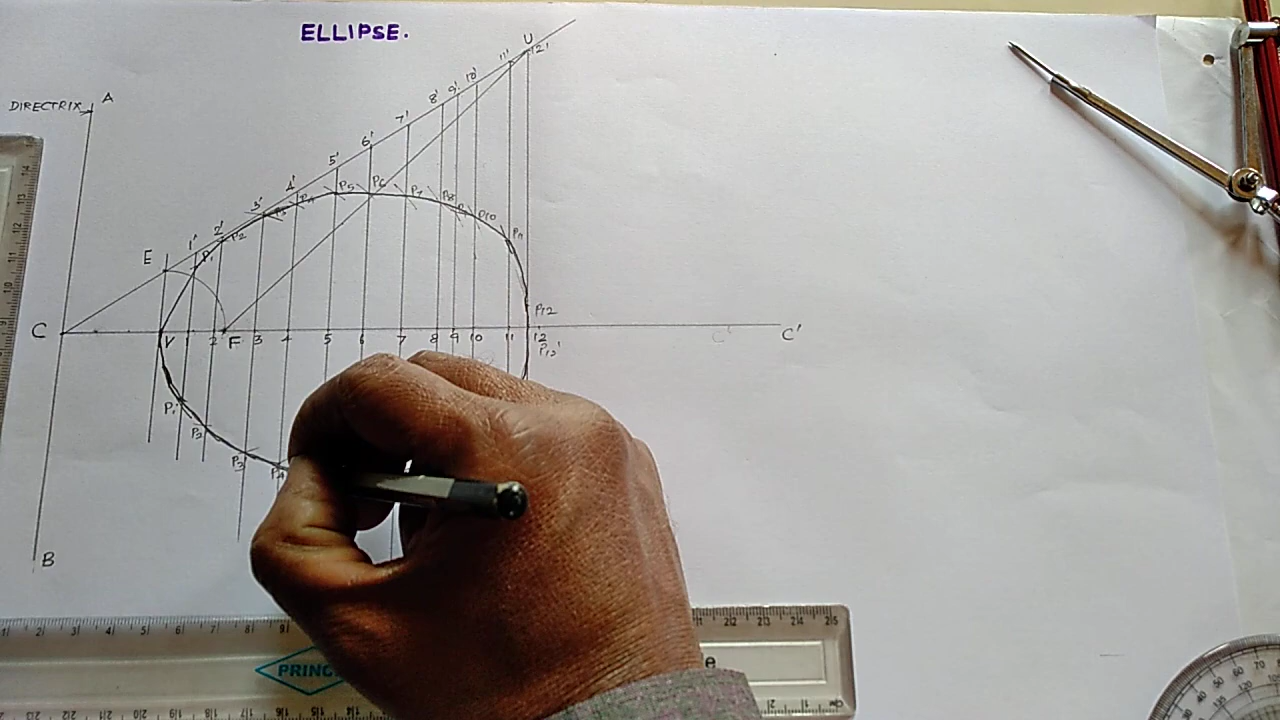 ELLIPSE.
U
12'
11'
10'
9'
8'
7'
6'
5'
4'
3'
2'
1'
DIRECTRIX
A
E
P1
P2
P3
P4
P5
P6
P7
P8
P9
P10
P11
P12
C
V 1 2 F 3 4 5 6 7 8 9 10 11 12
P12'
C'
C'
P1'
P2'
P3'
P4'
B
PRINC
e